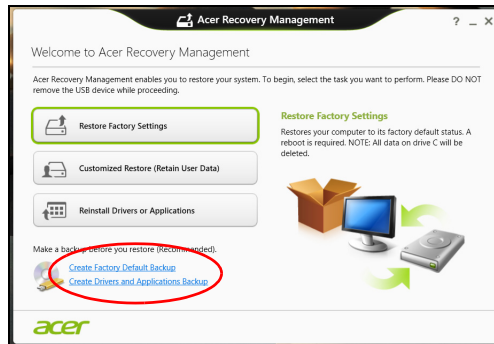 Acer Recovery Management
Welcome to Acer Recovery Management
Acer Recovery Management enables you to restore your system. To begin, select the task you want to perform. Please DO NOT
remove the USB device while proceeding.
Restore Factory Settings
Customized Restore (Retain User Data)
Reinstall Drivers or Applications
Restore Factory Settings
Restores your computer to its factory default status. A
reboot is required. NOTE: All data on drive C will be
deleted.
Make a backup before you restore (Recommended).
Create Factory Default Backup
Create Drivers and Applications Backup
acer